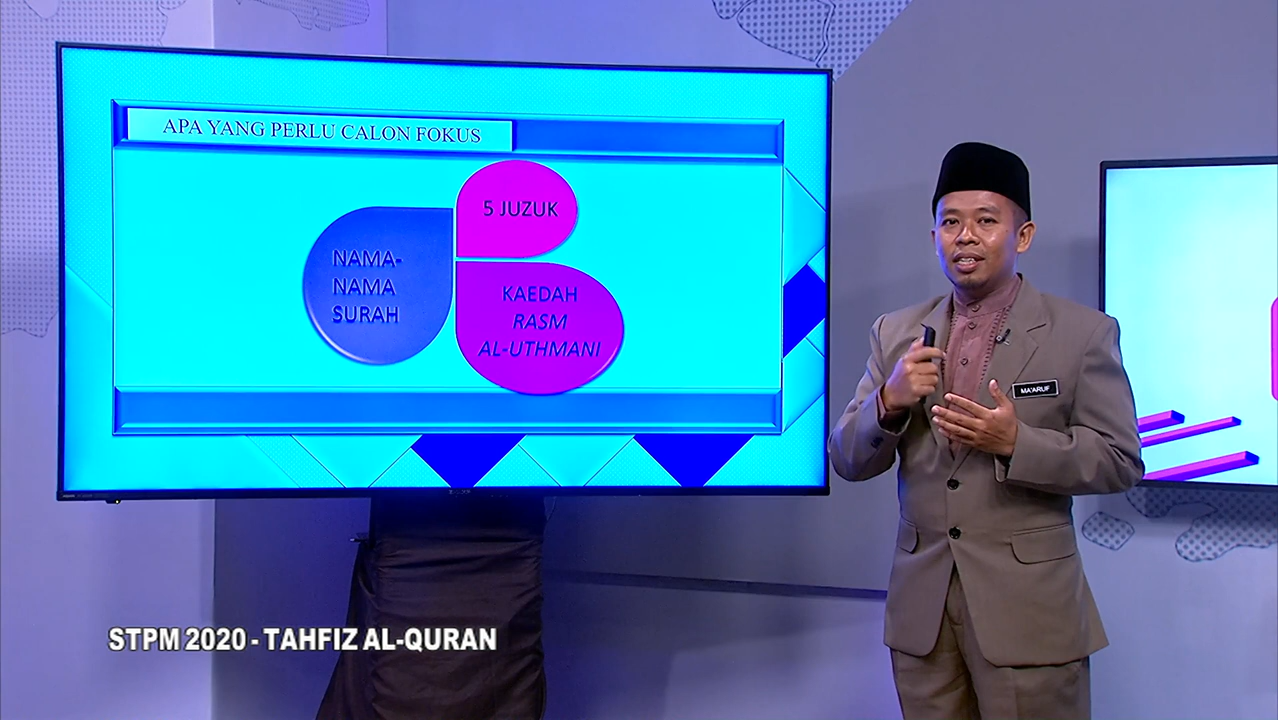 APA YANG PERLU CALON FOKUS
5 JUZUK
NAMA-
NAMA
SURAH
KAEDAH
RASM
AL-UTHMANI
MA'ARUF
STPM 2020 - TAHFIZ AL-QURAN